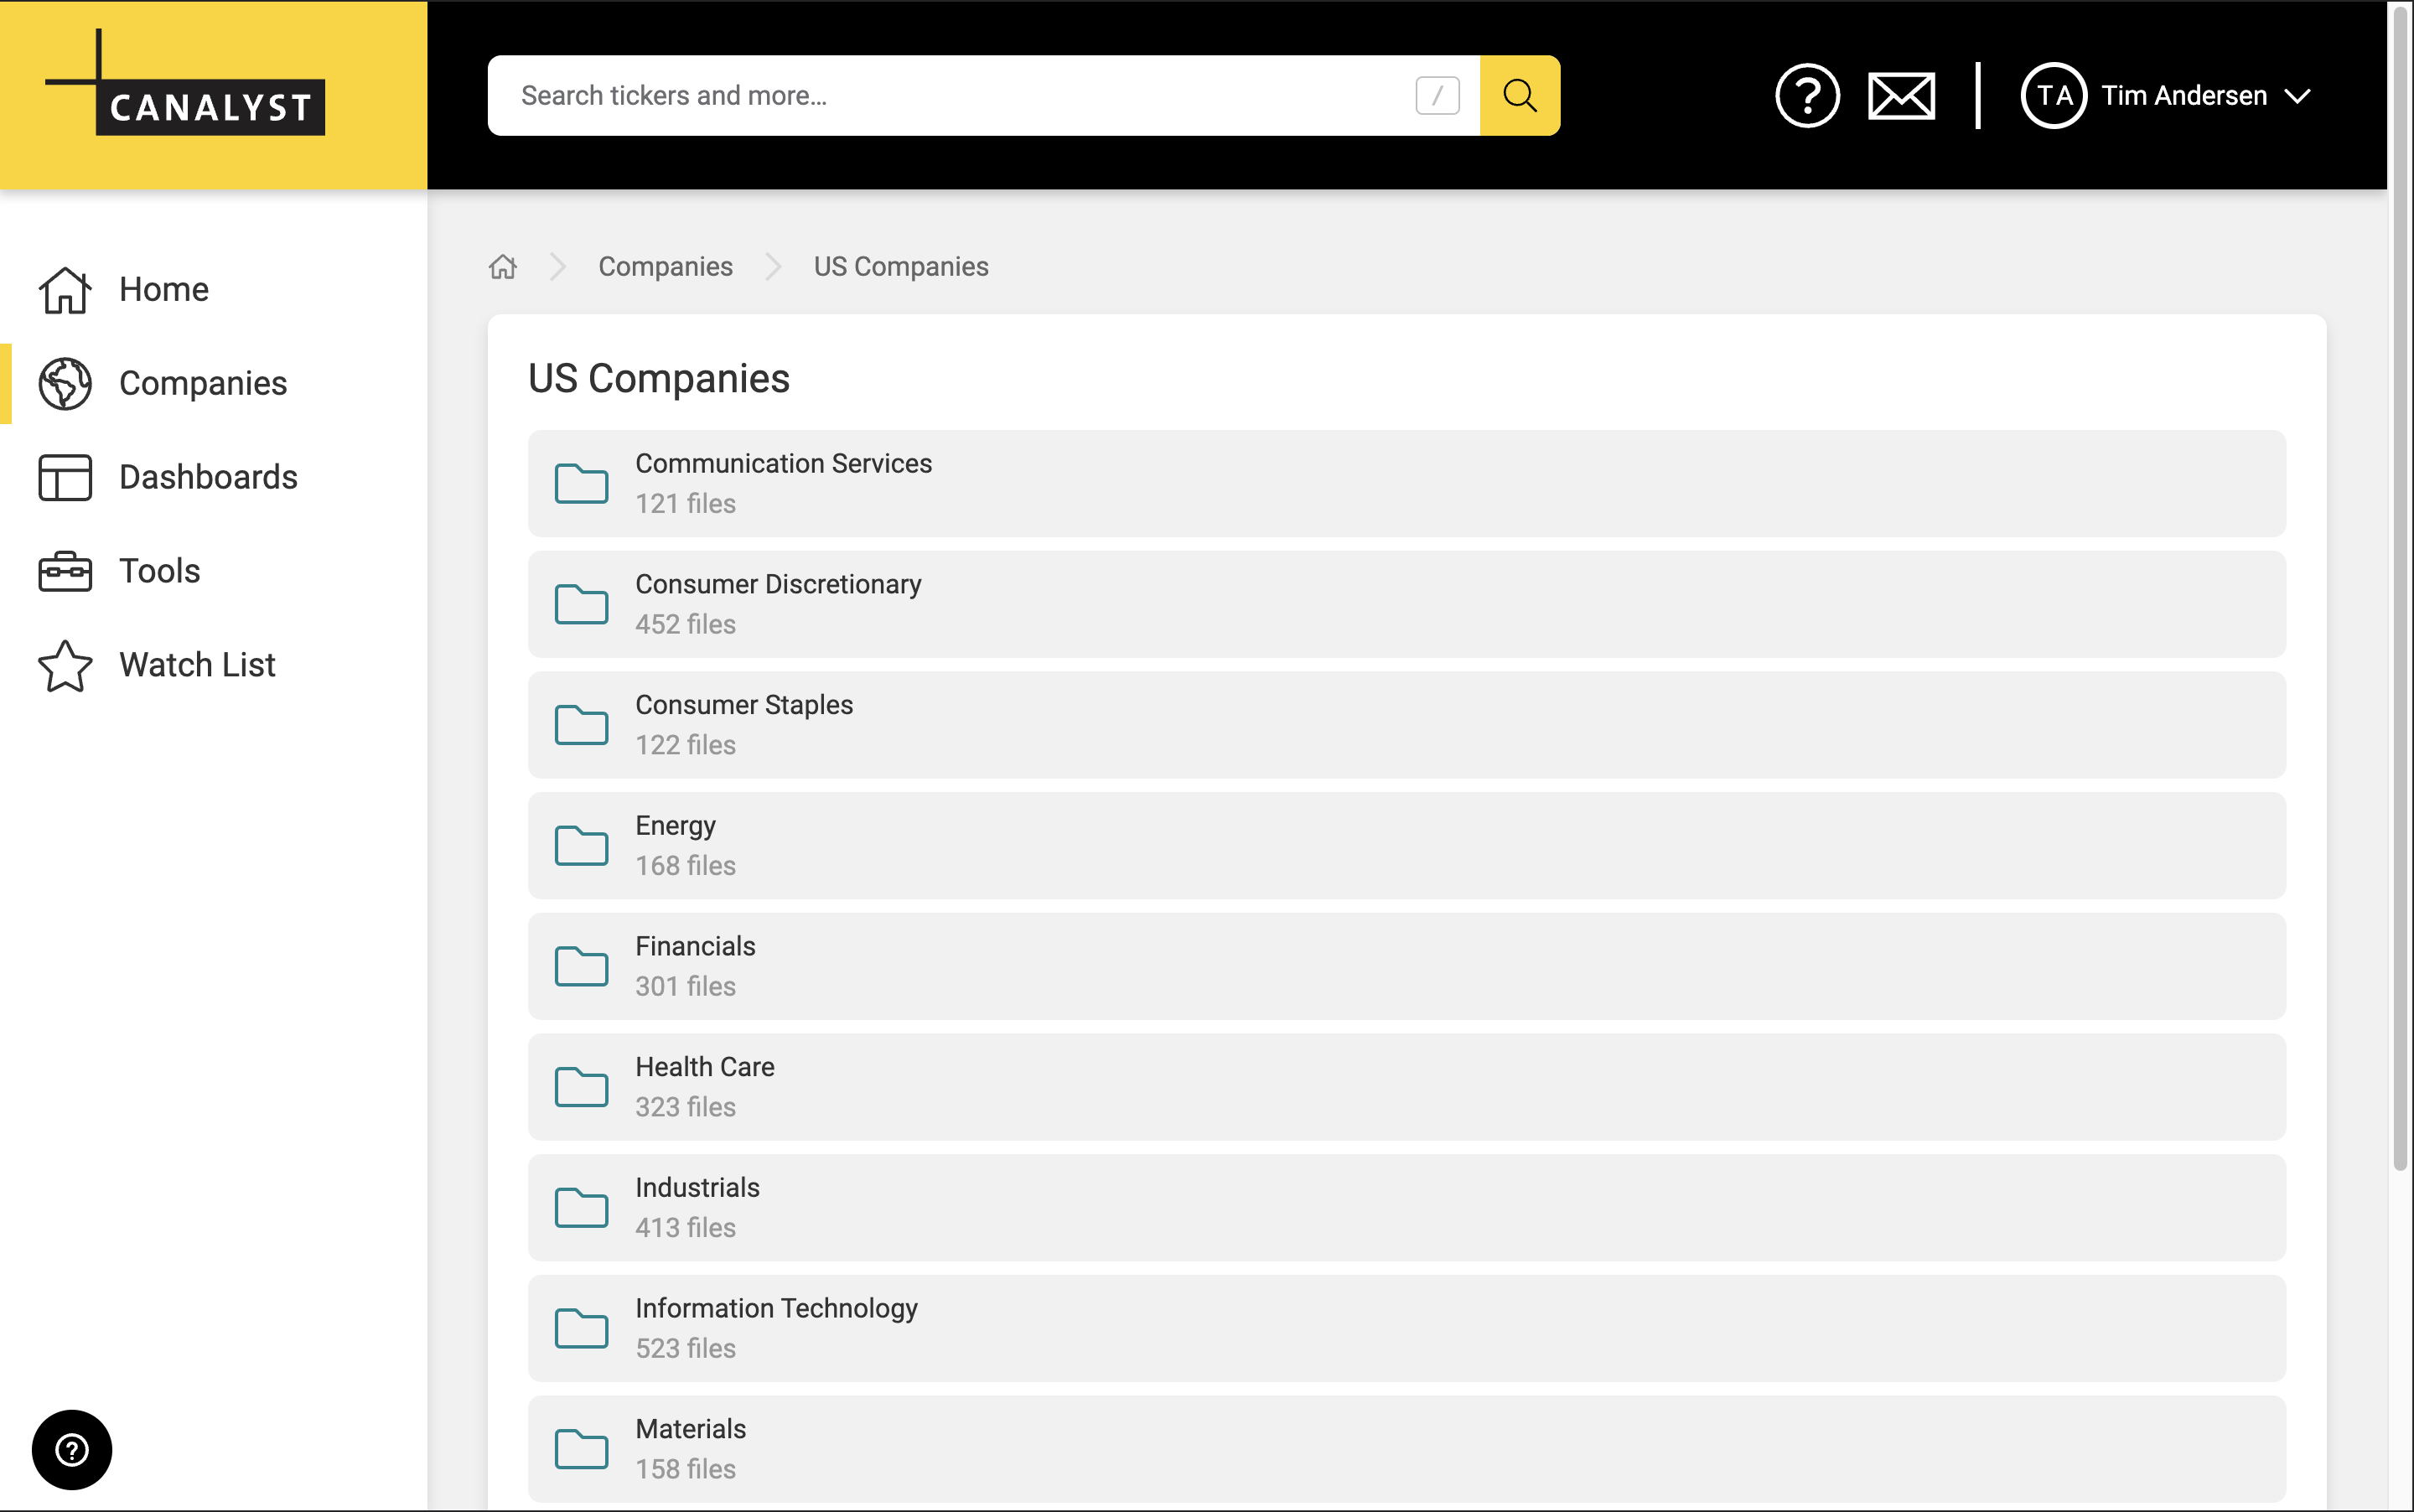 CANALYST
Search tickers and more...
/
?
TA Tim Andersen
Home
Companies
Dashboards
Tools
Watch List
Companies
US Companies
US Companies
Communication Services
121 files
Consumer Discretionary
452 files
Consumer Staples
122 files
Energy
168 files
Financials
301 files
Health Care
323 files
Industrials
413 files
Information Technology
523 files
Materials
158 files
?